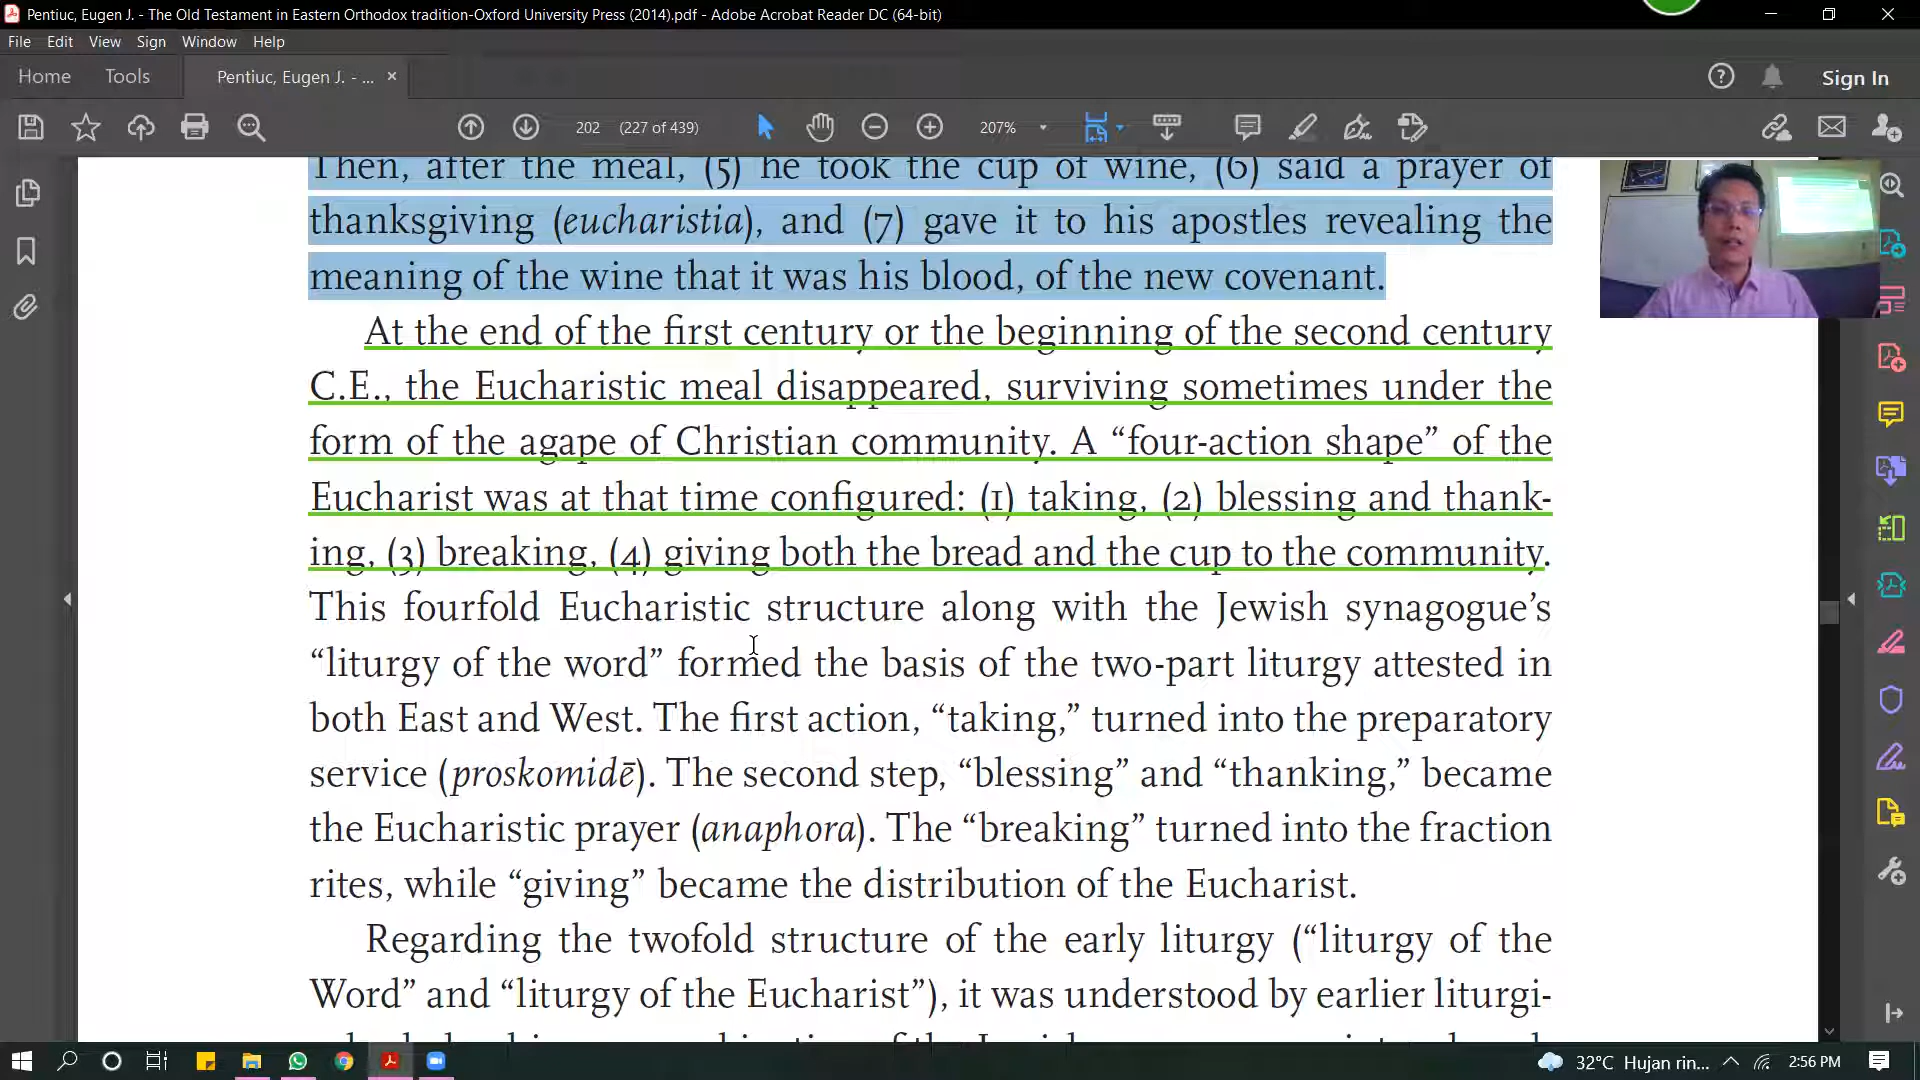 Pentiuc, Eugen J. - The Old Testament in Eastern Orthodox tradition-Oxford University Press (2014).pdf - Adobe Acrobat Reader DC (64-bit)
File Edit View Sign Window Help
Home Tools Pentiuc, Eugen J. - ... × Sign In
202 (227 of 439) 207%
Then, after the meal, (5) he took the cup of wine, (6) said a prayer of
thanksgiving (eucharistia), and (7) gave it to his apostles revealing the
meaning of the wine that it was his blood, of the new covenant.
At the end of the first century or the beginning of the second century
C.E., the Eucharistic meal disappeared, surviving sometimes under the
form of the agape of Christian community. A “four-action shape” of the
Eucharist was at that time configured: (1) taking, (2) blessing and thank-
ing, (3) breaking, (4) giving both the bread and the cup to the community.
This fourfold Eucharistic structure along with the Jewish synagogue’s
“liturgy of the word” formed the basis of the two-part liturgy attested in
both East and West. The first action, “taking,” turned into the preparatory
service (proskomidē). The second step, “blessing” and “thanking,” became
the Eucharistic prayer (anaphora). The “breaking” turned into the fraction
rites, while “giving” became the distribution of the Eucharist.
Regarding the twofold structure of the early liturgy (“liturgy of the
Word” and “liturgy of the Eucharist”), it was understood by earlier liturgi-
32°C Hujan rin... 2:56 PM